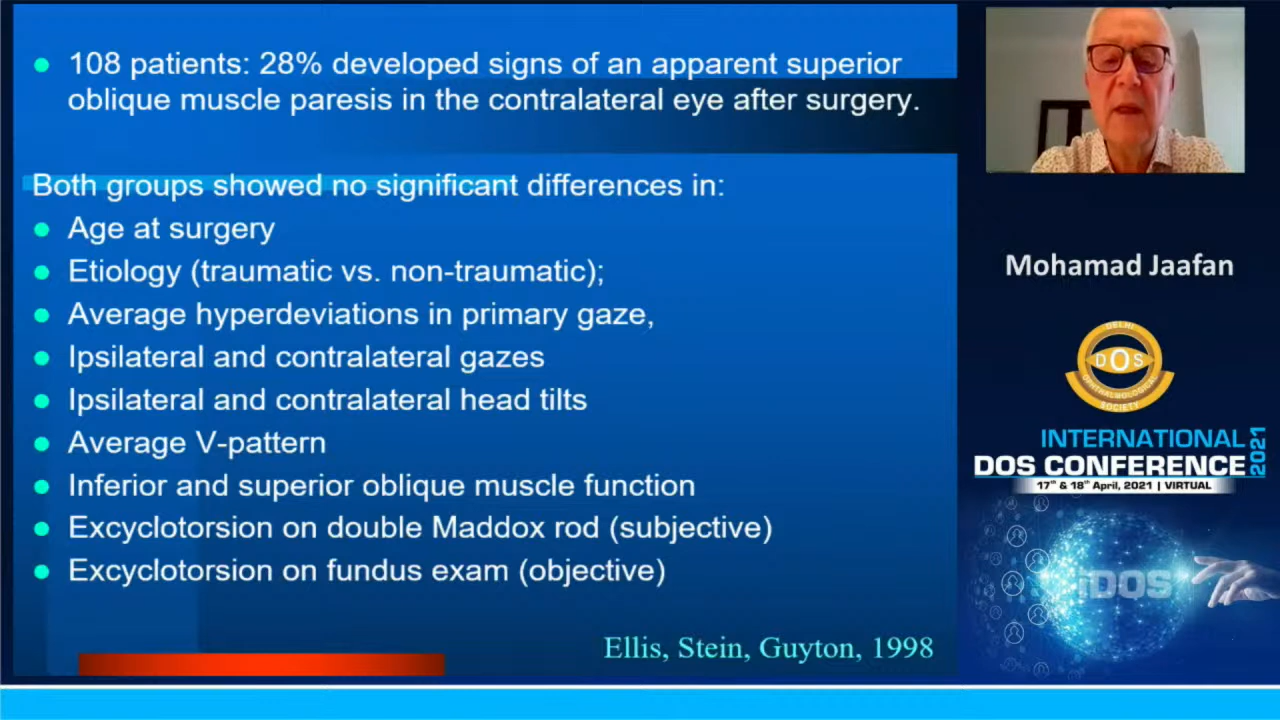 108 patients: 28% developed signs of an apparent superior
oblique muscle paresis in the contralateral eye after surgery.
Both groups showed no significant differences in:
Age at surgery
Etiology (traumatic vs. non-traumatic);
Average hyperdeviations in primary gaze,
Ipsilateral and contralateral gazes
Ipsilateral and contralateral head tilts
Average V-pattern
Inferior and superior oblique muscle function
Excyclotorsion on double Maddox rod (subjective)
Excyclotorsion on fundus exam (objective)
Ellis, Stein, Guyton, 1998
Mohamad Jaafan
DELHI
DOS
OPHTHALMOLOGICAL
SOCIETY
INTERNATIONAL
DOS CONFERENCE
2021
17th & 18th April, 2021 | VIRTUAL
iDOS